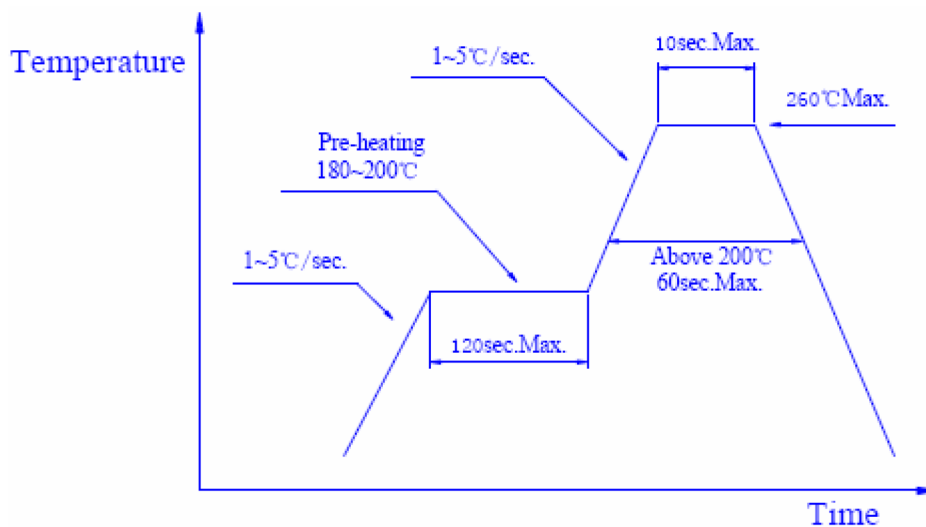 Temperature
1~5℃/sec.
10sec.Max.
260℃Max.
Pre-heating
180~200℃
1~5℃/sec.
Above 200℃
60sec.Max.
120sec.Max.
Time